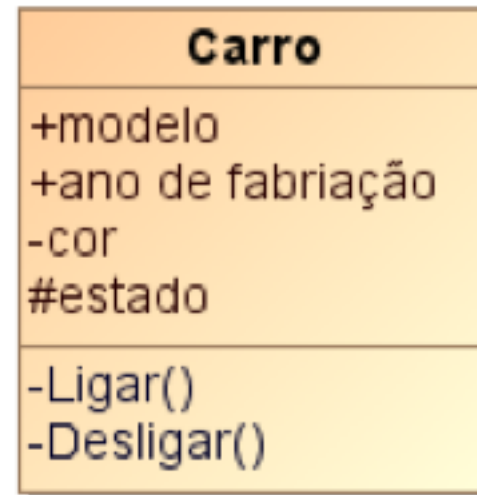 Carro
+modelo
+ano de fabriação
-cor
#estado
-Ligar()
-Desligar()